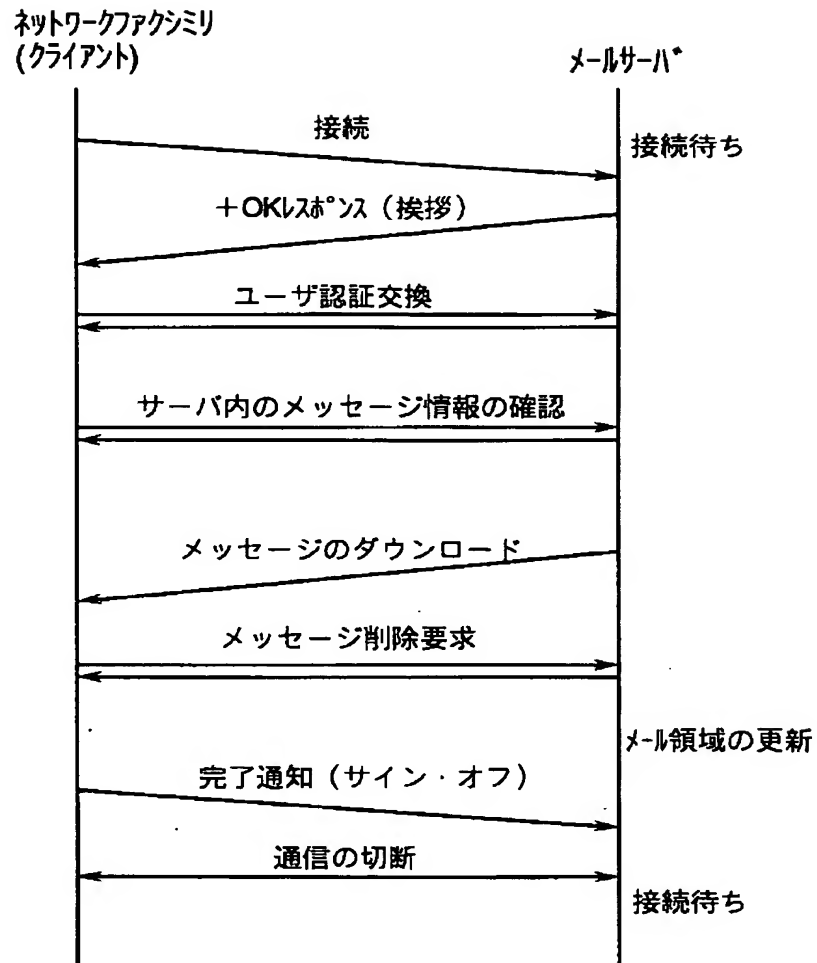 ネットワークファクシミリ
(クライアント)
メールサーバ
接続
接続待ち
+OKレスポンス（挨拶）
ユーザ認証交換
サーバ内のメッセージ情報の確認
メッセージのダウンロード
メッセージ削除要求
メール領域の更新
完了通知（サイン・オフ）
通信の切断
接続待ち